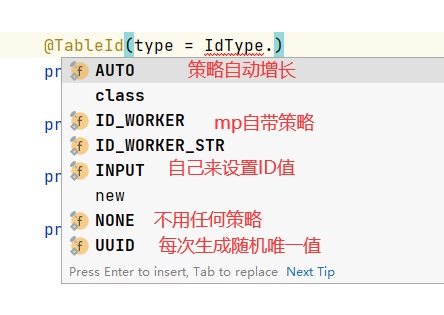 @TableId(type = IdType.)
pr
AUTO 策略自动增长
class
pr
ID_WORKER mp自带策略
ID_WORKER_STR
pr
INPUT 自己来设置ID值
new
pr
NONE 不用任何策略
UUID 每次生成随机唯一值
Press Enter to insert, Tab to replace Next Tip